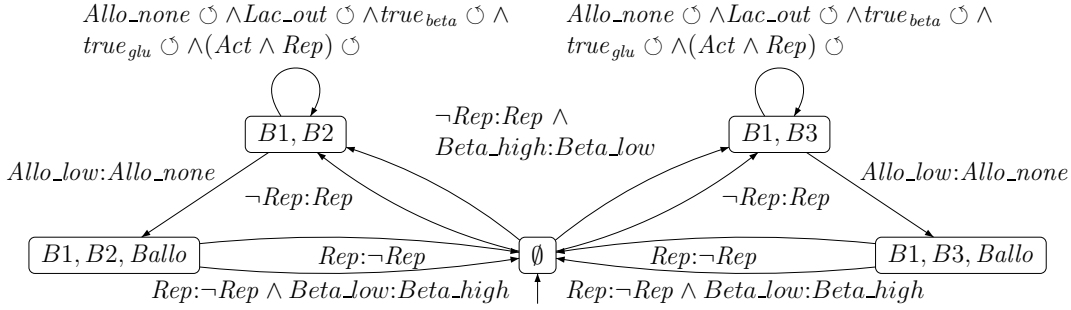 Allo_none ↺ ∧Lac_out ↺ ∧true_beta ↺ ∧
true_glu ↺ ∧(Act ∧ Rep) ↺
Allo_none ↺ ∧Lac_out ↺ ∧true_beta ↺ ∧
true_glu ↺ ∧(Act ∧ Rep) ↺
B1, B2
¬Rep:Rep ∧
Beta_high:Beta_low
B1, B3
Allo_low:Allo_none
¬Rep:Rep
¬Rep:Rep
Allo_low:Allo_none
B1, B2, Ballo
Rep:¬Rep
∅
Rep:¬Rep
B1, B3, Ballo
Rep:¬Rep ∧ Beta_low:Beta_high
Rep:¬Rep ∧ Beta_low:Beta_high